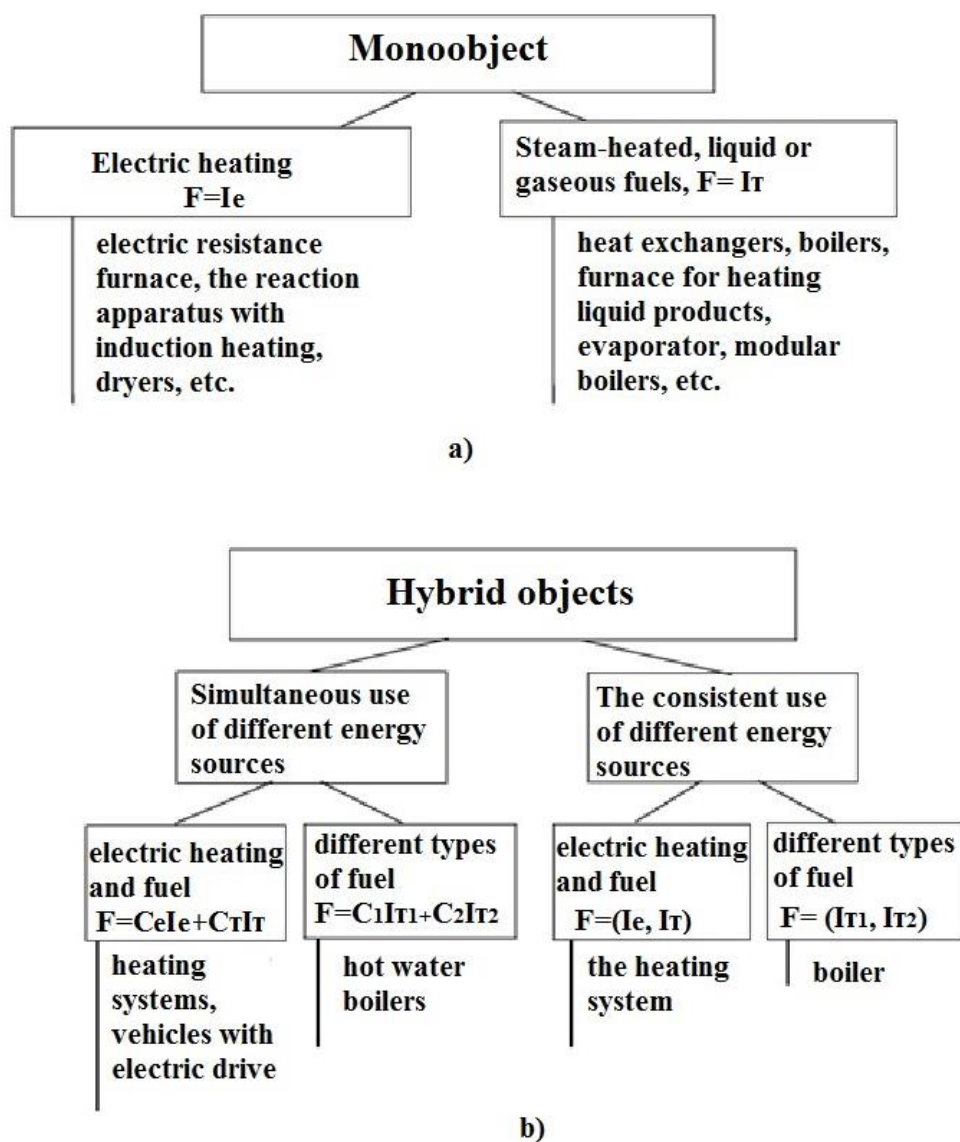 Monoobject
Electric heating
F=Ie
Steam-heated, liquid or
gaseous fuels, F= Iт
electric resistance
furnace, the reaction
apparatus with
induction heating,
dryers, etc.
heat exchangers, boilers,
furnace for heating
liquid products,
evaporator, modular
boilers, etc.
a)
Hybrid objects
Simultaneous use
of different energy
sources
The consistent use
of different energy
sources
electric heating
and fuel
F=CeIe+CтIт
different types
of fuel
F=C1Iт1+C2Iт2
electric heating
and fuel
F=(Ie, Iт)
different types
of fuel
F= (Iт1, Iт2)
heating
systems,
vehicles with
electric drive
hot water
boilers
the heating
system
boiler
b)